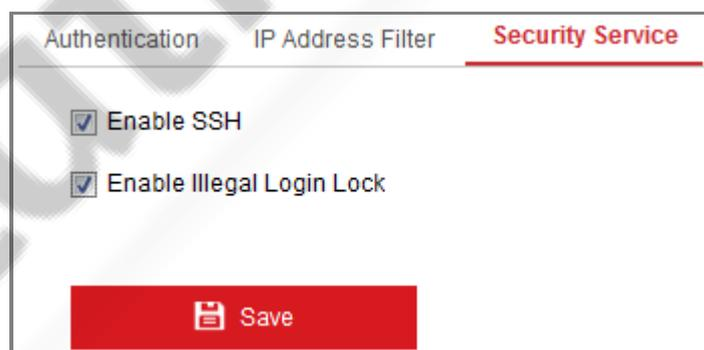 Authentication IP Address Filter Security Service
Enable SSH
Enable Illegal Login Lock
Save